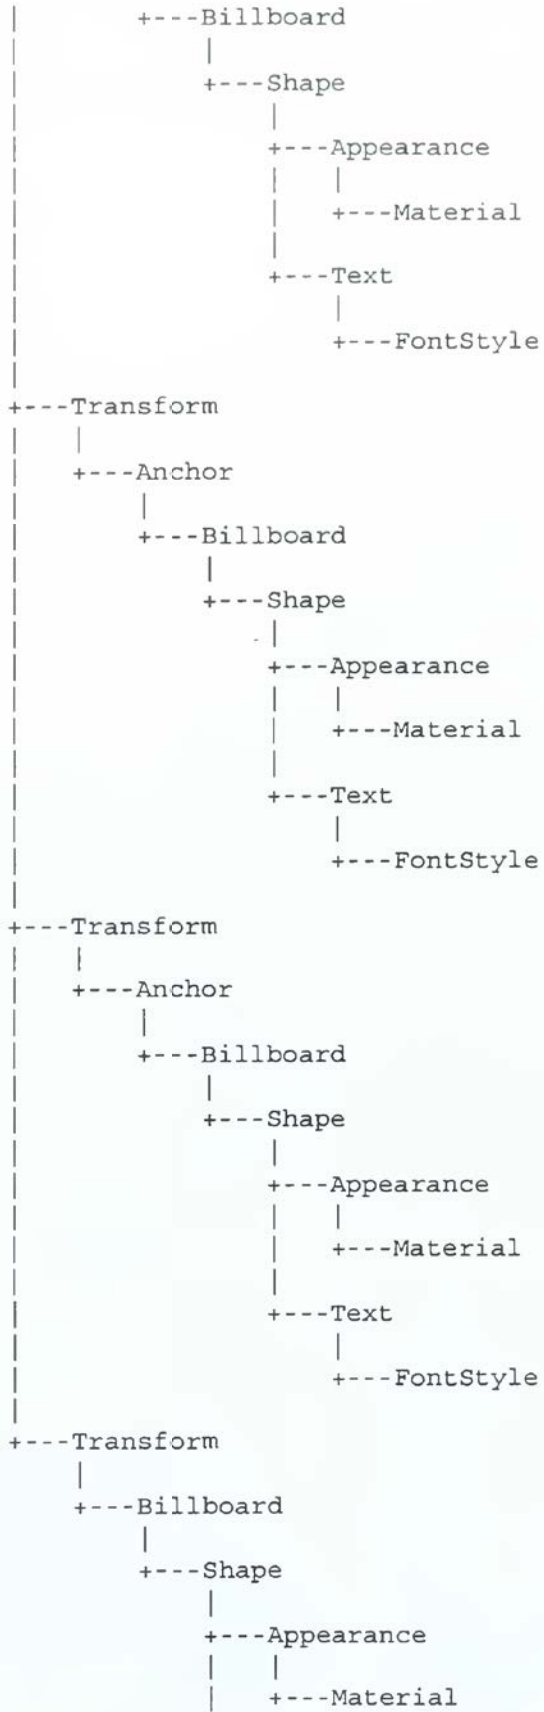 |       +---Billboard
|           |
|           +---Shape
|               |
|               +---Appearance
|               |   |
|               |   +---Material
|               |
|               +---Text
|                   |
|                   +---FontStyle
|
+---Transform
|   |
|   +---Anchor
|       |
|       +---Billboard
|           |
|           +---Shape
|               |
|               +---Appearance
|               |   |
|               |   +---Material
|               |
|               +---Text
|                   |
|                   +---FontStyle
|
+---Transform
|   |
|   +---Anchor
|       |
|       +---Billboard
|           |
|           +---Shape
|               |
|               +---Appearance
|               |   |
|               |   +---Material
|               |
|               +---Text
|                   |
|                   +---FontStyle
|
+---Transform
    |
    +---Billboard
        |
        +---Shape
            |
            +---Appearance
            |   |
            |   +---Material